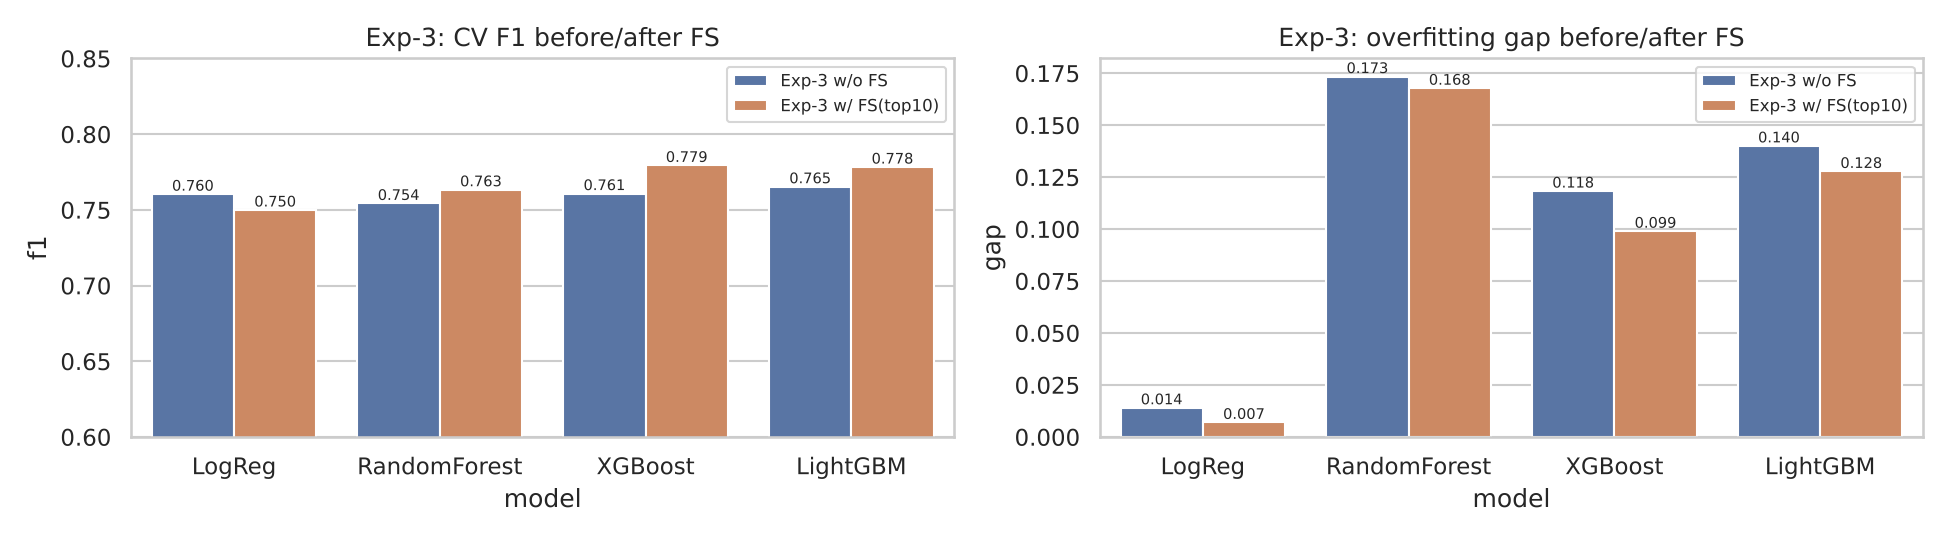 Exp-3: CV F1 before/after FS
0.85
0.80
0.75
0.70
0.65
0.60
f1
Exp-3 w/o FS
Exp-3 w/ FS(top10)
0.760
0.750
0.754
0.763
0.761
0.779
0.765
0.778
LogReg
RandomForest
XGBoost
LightGBM
model
Exp-3: overfitting gap before/after FS
0.175
0.150
0.125
0.100
0.075
0.050
0.025
0.000
gap
Exp-3 w/o FS
Exp-3 w/ FS(top10)
0.014
0.007
0.173
0.168
0.118
0.099
0.140
0.128
LogReg
RandomForest
XGBoost
LightGBM
model